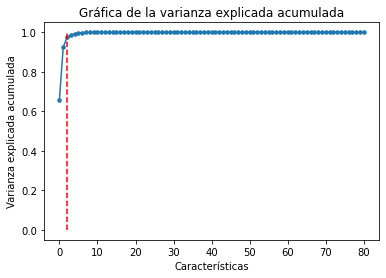 Gráfica de la varianza explicada acumulada
Varianza explicada acumulada
1.0
0.8
0.6
0.4
0.2
0.0
0 10 20 30 40 50 60 70 80
Características